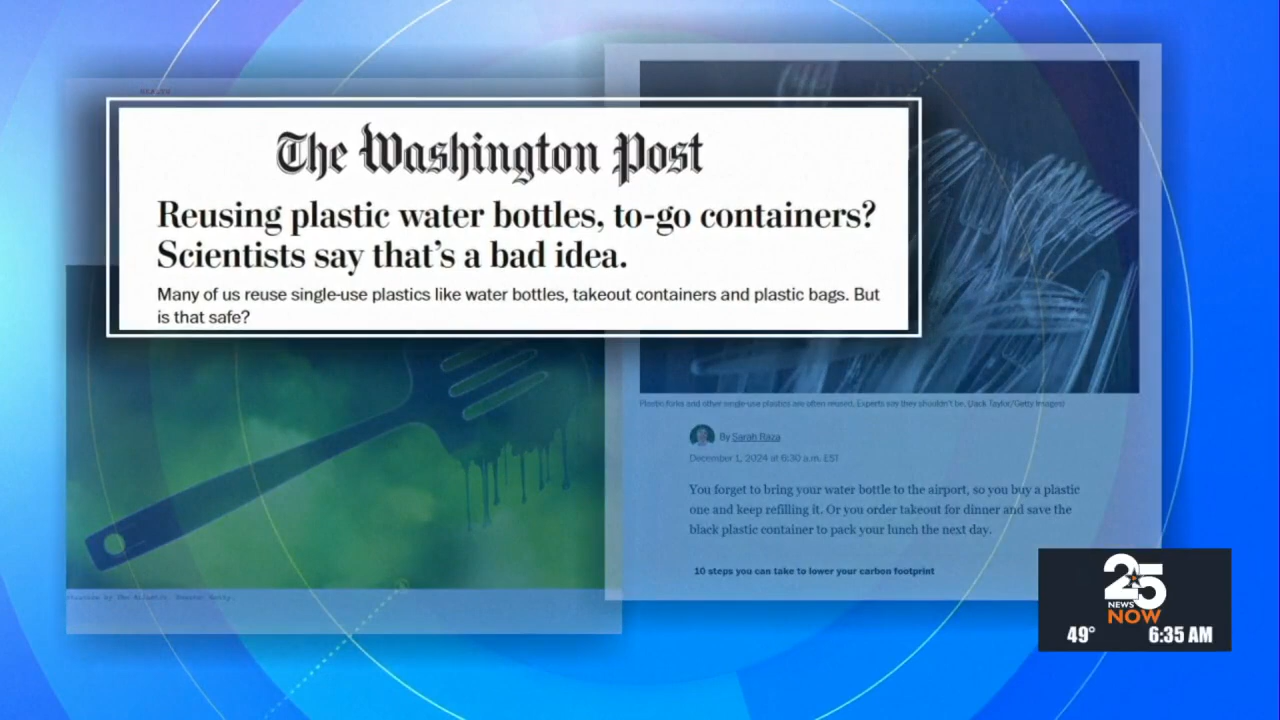 HEALTH
The Washington Post
Reusing plastic water bottles, to-go containers?
Scientists say that's a bad idea.
Many of us reuse single-use plastics like water bottles, takeout containers and plastic bags. But
is that safe?
Plastic forks and other single-use plastics are often reused. Experts say they shouldn't be. (Jack Taylor/Getty Images)
By Sarah Raza
December 1, 2024 at 6:30 a.m. EST
You forget to bring your water bottle to the airport, so you buy a plastic
one and keep refilling it. Or you order takeout for dinner and save the
black plastic container to pack your lunch the next day.
10 steps you can take to lower your carbon footprint
by The Atlantic. Source: Getty.
25
NEWS
NOW
49° 6:35 AM